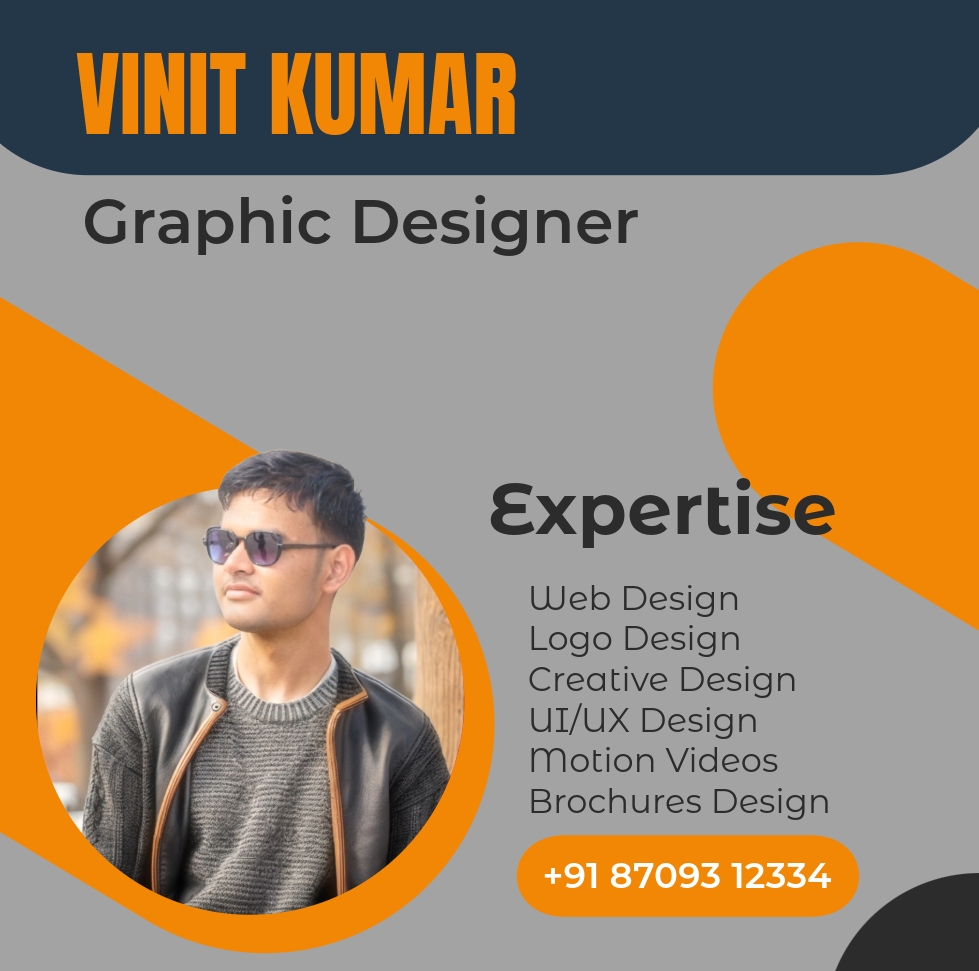 VINIT KUMAR
Graphic Designer
Expertise
Web Design
Logo Design
Creative Design
UI/UX Design
Motion Videos
Brochures Design
+91 87093 12334